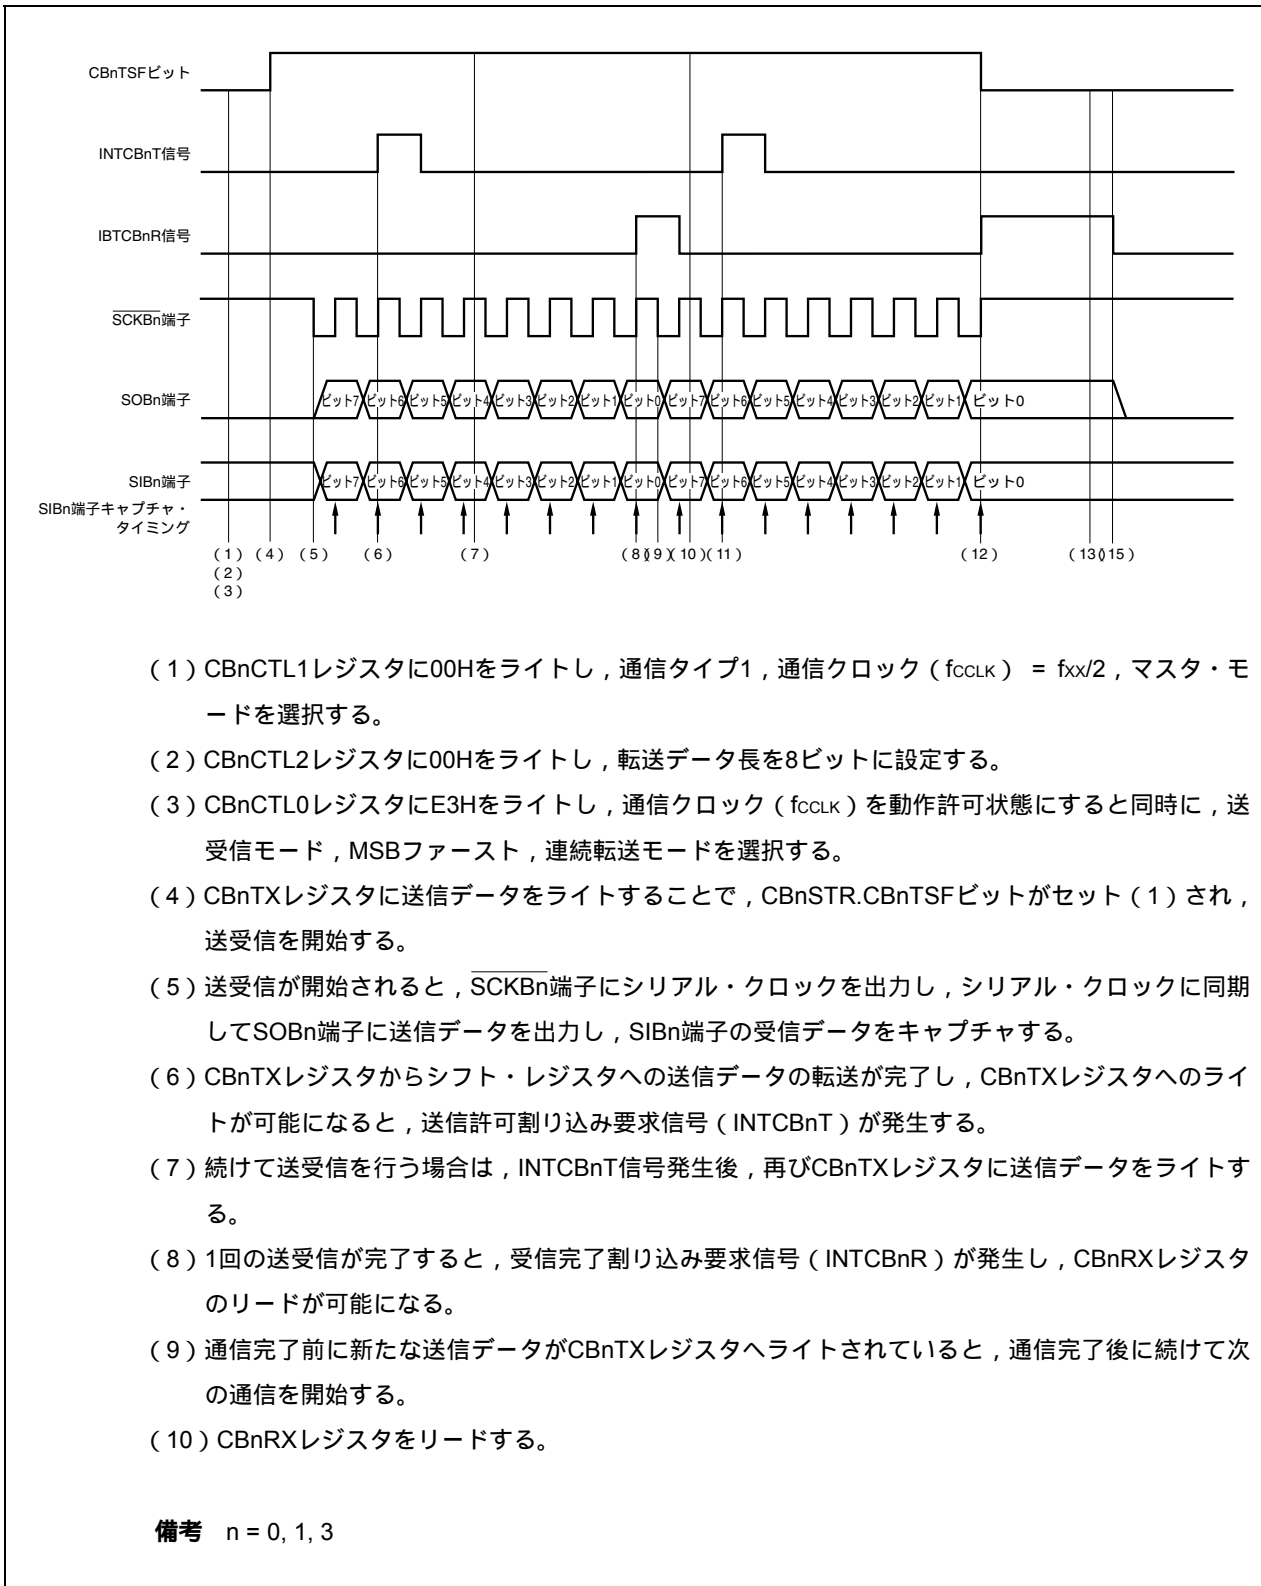 CBnTSFビット
INTCBnT信号
IBTCBnR信号
SCKBn端子
SOBn端子
ビット7 ビット6 ビット5 ビット4 ビット3 ビット2 ビット1 ビット0 ビット7 ビット6 ビット5 ビット4 ビット3 ビット2 ビット1 ビット0
SIBn端子
ビット7 ビット6 ビット5 ビット4 ビット3 ビット2 ビット1 ビット0 ビット7 ビット6 ビット5 ビット4 ビット3 ビット2 ビット1 ビット0
SIBn端子キャプチャ・
タイミング
(1) (4) (5) (6) (7) (8)(9)(10)(11) (12) (13)(15)
(2)
(3)
(1)CBnCTL1レジスタに00Hをライトし,通信タイプ1,通信クロック(fCCLK) = fXX/2,マスタ・モ
ードを選択する。
(2)CBnCTL2レジスタに00Hをライトし,転送データ長を8ビットに設定する。
(3)CBnCTL0レジスタにE3Hをライトし,通信クロック(fCCLK)を動作許可状態にすると同時に,送
受信モード,MSBファースト,連続転送モードを選択する。
(4)CBnTXレジスタに送信データをライトすることで,CBnSTR.CBnTSFビットがセット(1)され,
送受信を開始する。
(5)送受信が開始されると,SCKBn端子にシリアル・クロックを出力し,シリアル・クロックに同期
してSOBn端子に送信データを出力し,SIBn端子の受信データをキャプチャする。
(6)CBnTXレジスタからシフト・レジスタへの送信データの転送が完了し,CBnTXレジスタへのライ
トが可能になると,送信許可割り込み要求信号(INTCBnT)が発生する。
(7)続けて送受信を行う場合は,INTCBnT信号発生後,再びCBnTXレジスタに送信データをライトす
る。
(8)1回の送受信が完了すると,受信完了割り込み要求信号(INTCBnR)が発生し,CBnRXレジスタ
のリードが可能になる。
(9)通信完了前に新たな送信データがCBnTXレジスタへライトされていると,通信完了後に続けて次
の通信を開始する。
(10)CBnRXレジスタをリードする。
備考 n = 0, 1, 3